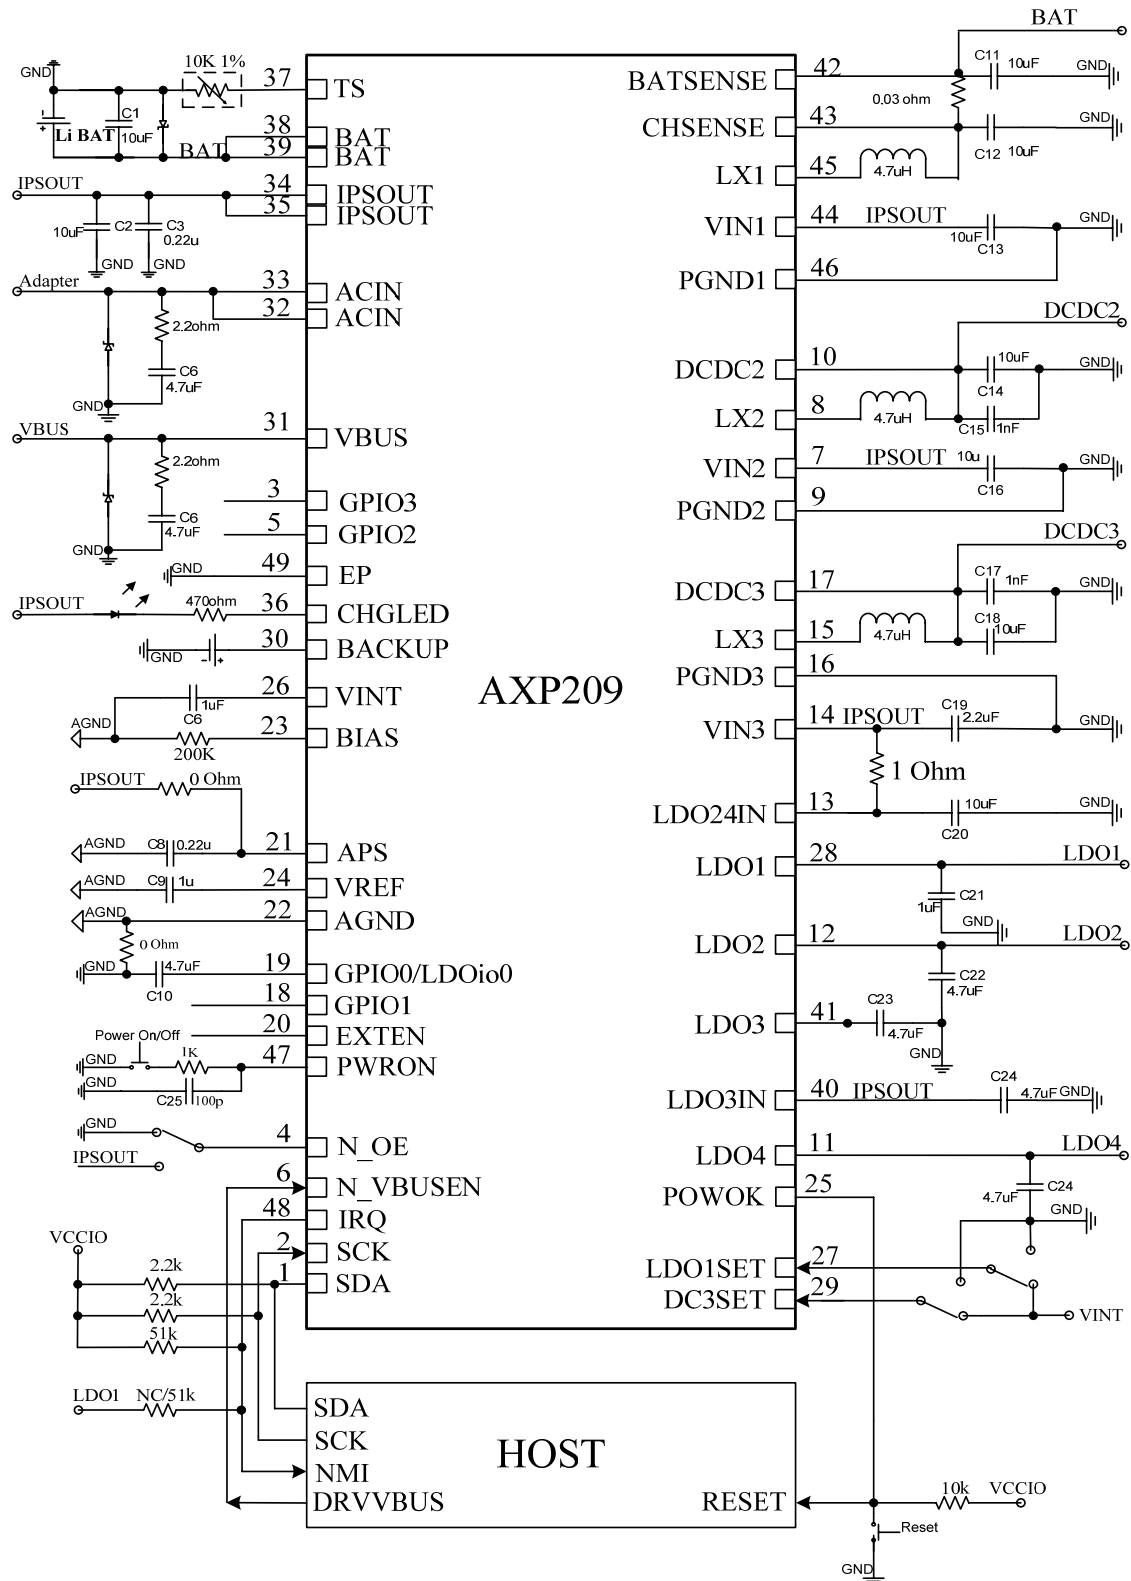 BAT
GND
10K 1%
37
TS
C1
10uF
Li BAT
- +
38
BAT
39
BAT
BAT
IPSOUT
34
IPSOUT
35
IPSOUT
10uF
C2
C3
0.22u
GND
GND
Adapter
33
ACIN
32
ACIN
2.2ohm
C6
4.7uF
GND
VBUS
31
VBUS
2.2ohm
C6
4.7uF
GND
3
GPIO3
5
GPIO2
GND
49
EP
IPSOUT
470ohm
36
CHGLED
GND
- +
30
BACKUP
26
VINT
1uF
C6
AGND
23
BIAS
200K
IPSOUT
0 Ohm
AGND
C8
0.22u
21
APS
AGND
C9
1u
24
VREF
AGND
22
AGND
0 Ohm
GND
4.7uF
C10
19
GPIO0/LDOio0
18
GPIO1
20
EXTEN
Power On/Off
GND
1K
47
PWRON
GND
C25
100p
GND
4
N_OE
IPSOUT
6
N_VBUSEN
48
IRQ
VCCIO
2
SCK
2.2k
1
SDA
2.2k
51k
LDO1
NC/51k
AXP209
BATSENSE
42
C11
10uF
GND
0,03 ohm
CHSENSE
43
C12
10uF
GND
LX1
45
4.7uH
VIN1
44
IPSOUT
10uF
C13
GND
PGND1
46
DCDC2
DCDC2
10
10uF
C14
GND
LX2
8
4.7uH
C15
1nF
VIN2
7
IPSOUT
10u
C16
GND
PGND2
9
DCDC3
DCDC3
17
C17
1nF
GND
LX3
15
4.7uH
C18
10uF
PGND3
16
VIN3
14
IPSOUT
C19
2.2uF
GND
1 Ohm
LDO24IN
13
10uF
C20
GND
LDO1
28
LDO1
C21
1uF
GND
LDO2
12
LDO2
C22
4.7uF
LDO3
41
C23
4.7uF
GND
LDO3IN
40
IPSOUT
C24
4.7uF
GND
LDO4
11
LDO4
C24
4.7uF
GND
POWOK
25
LDO1SET
27
DC3SET
29
VINT
SDA
SCK
NMI
DRVVBUS
HOST
RESET
10k
VCCIO
Reset
GND